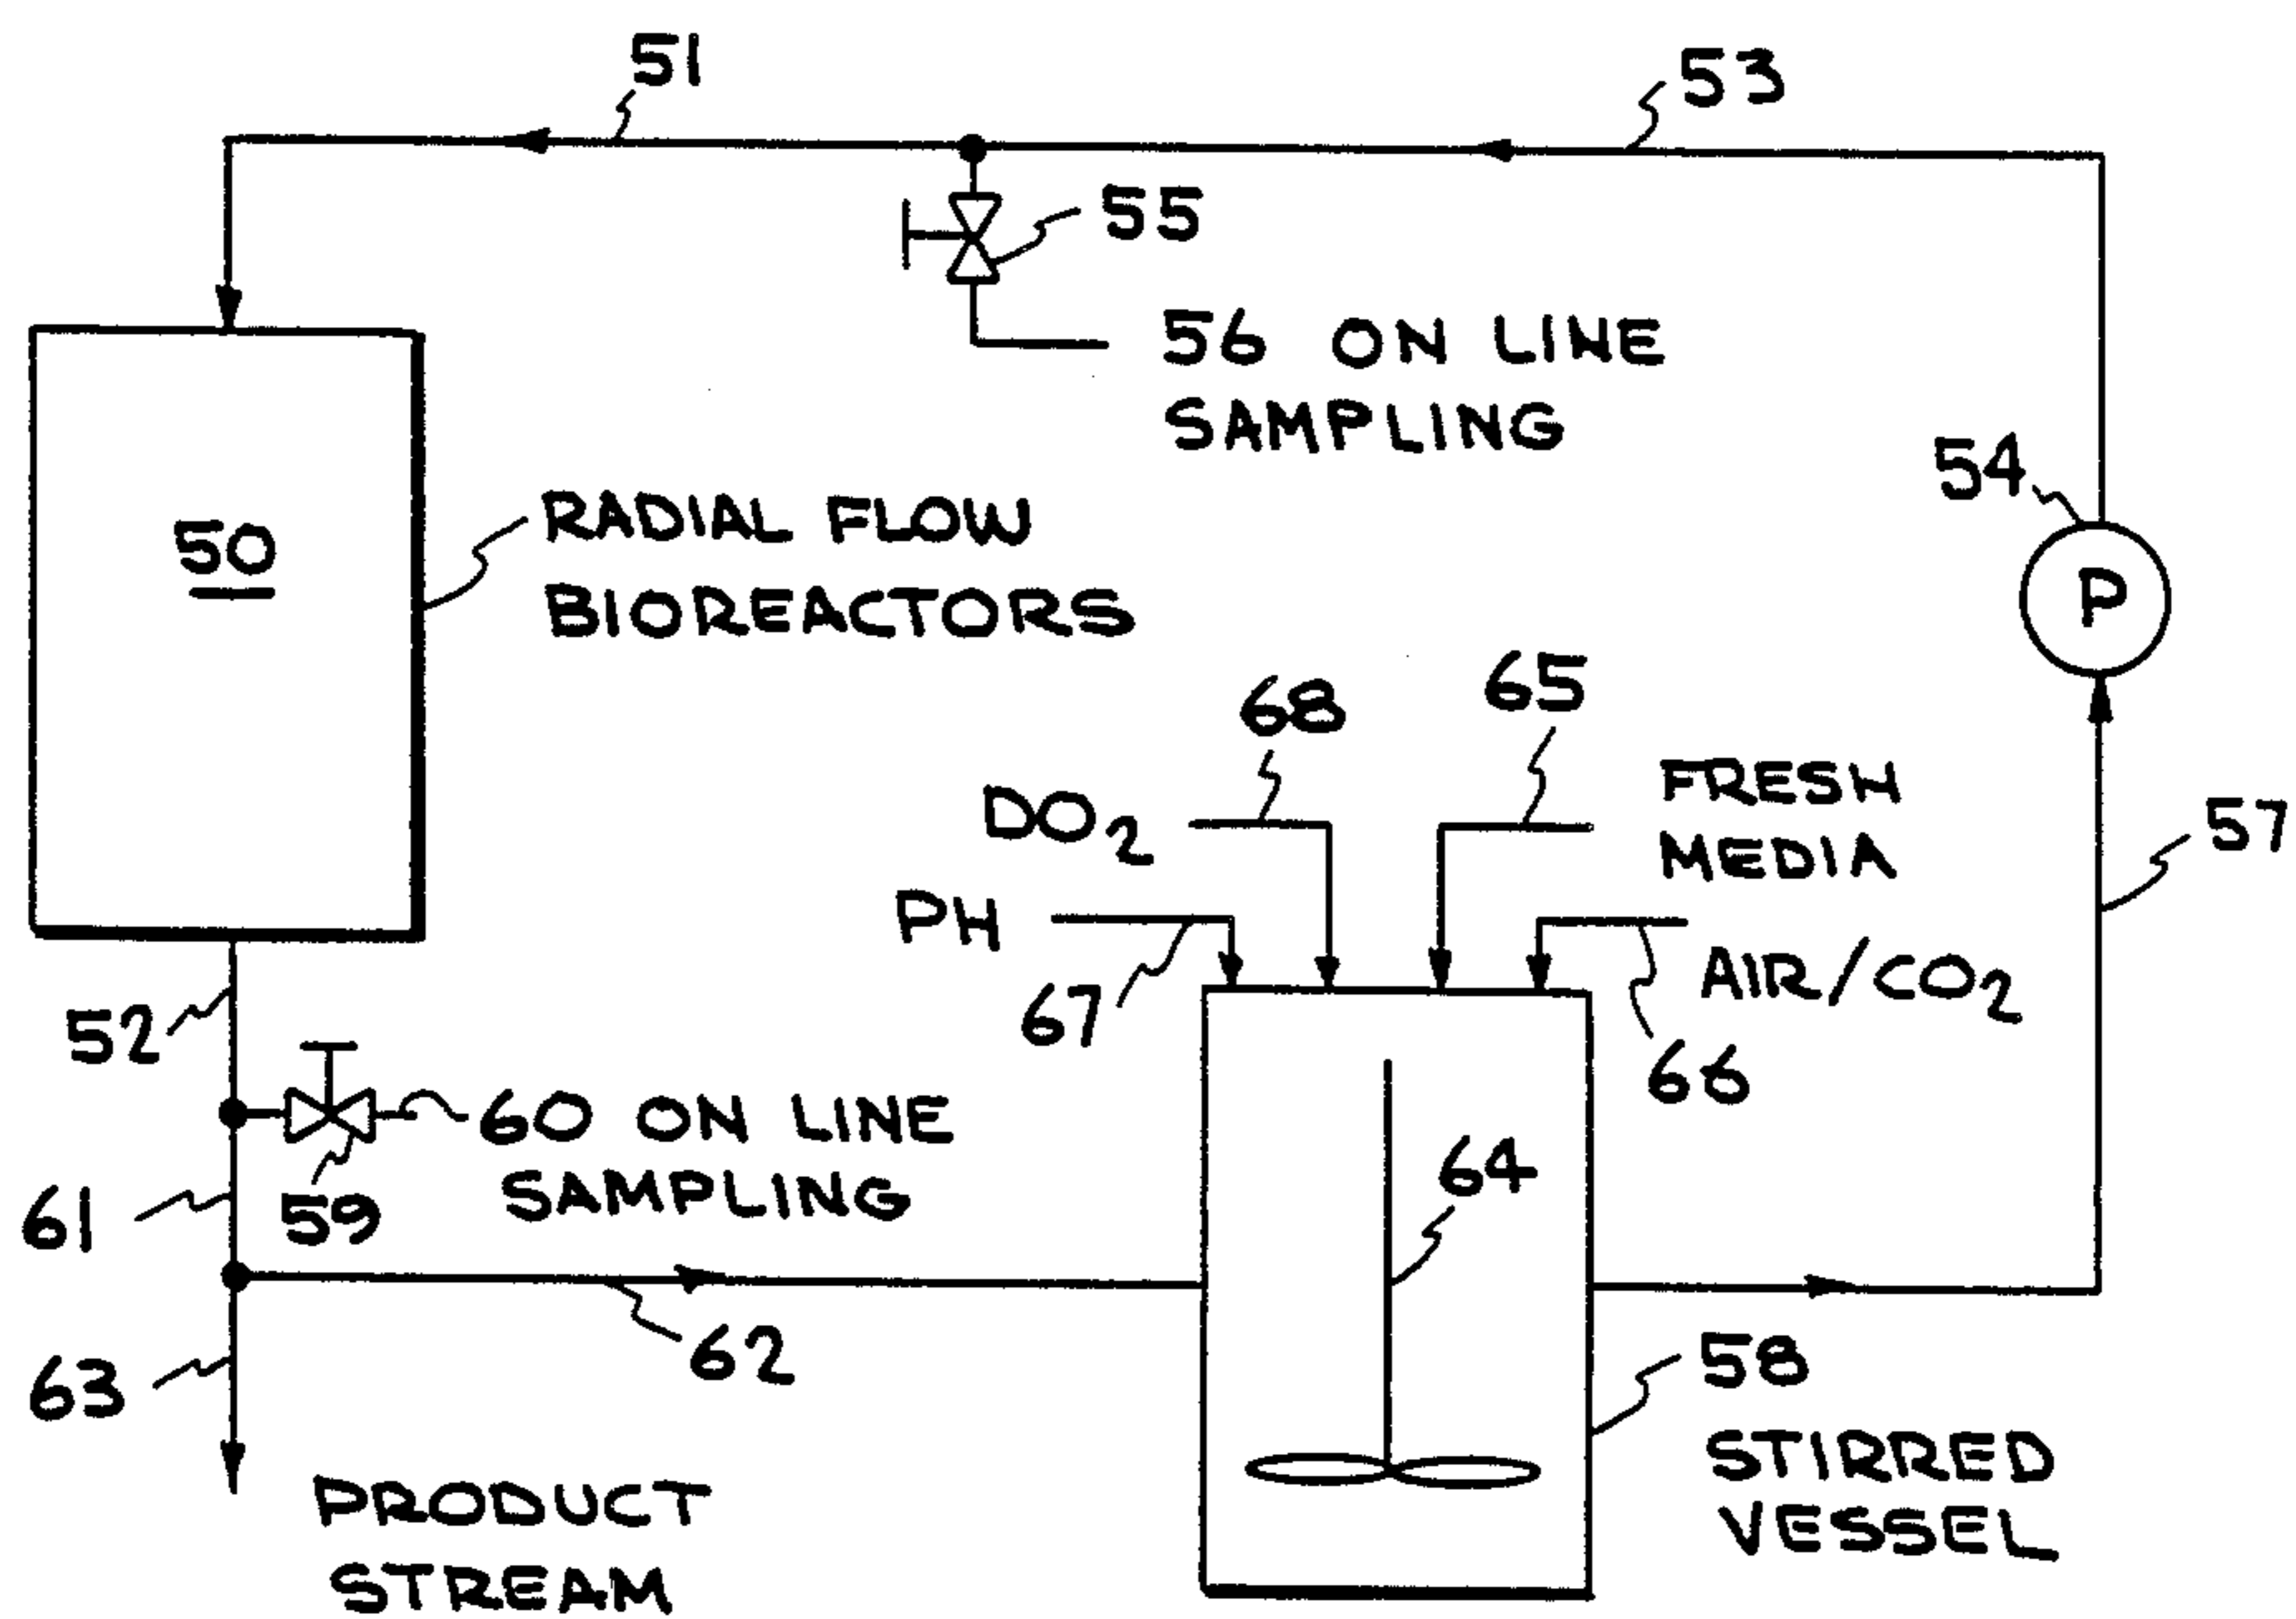 51
53
55
56 ON LINE
SAMPLING
54
P
50
RADIAL FLOW
BIOREACTORS
68
65
DO2
FRESH
MEDIA
57
PH
67
AIR/CO2
66
52
60 ON LINE
SAMPLING
59
61
64
62
63
58
STIRRED
VESSEL
PRODUCT
STREAM